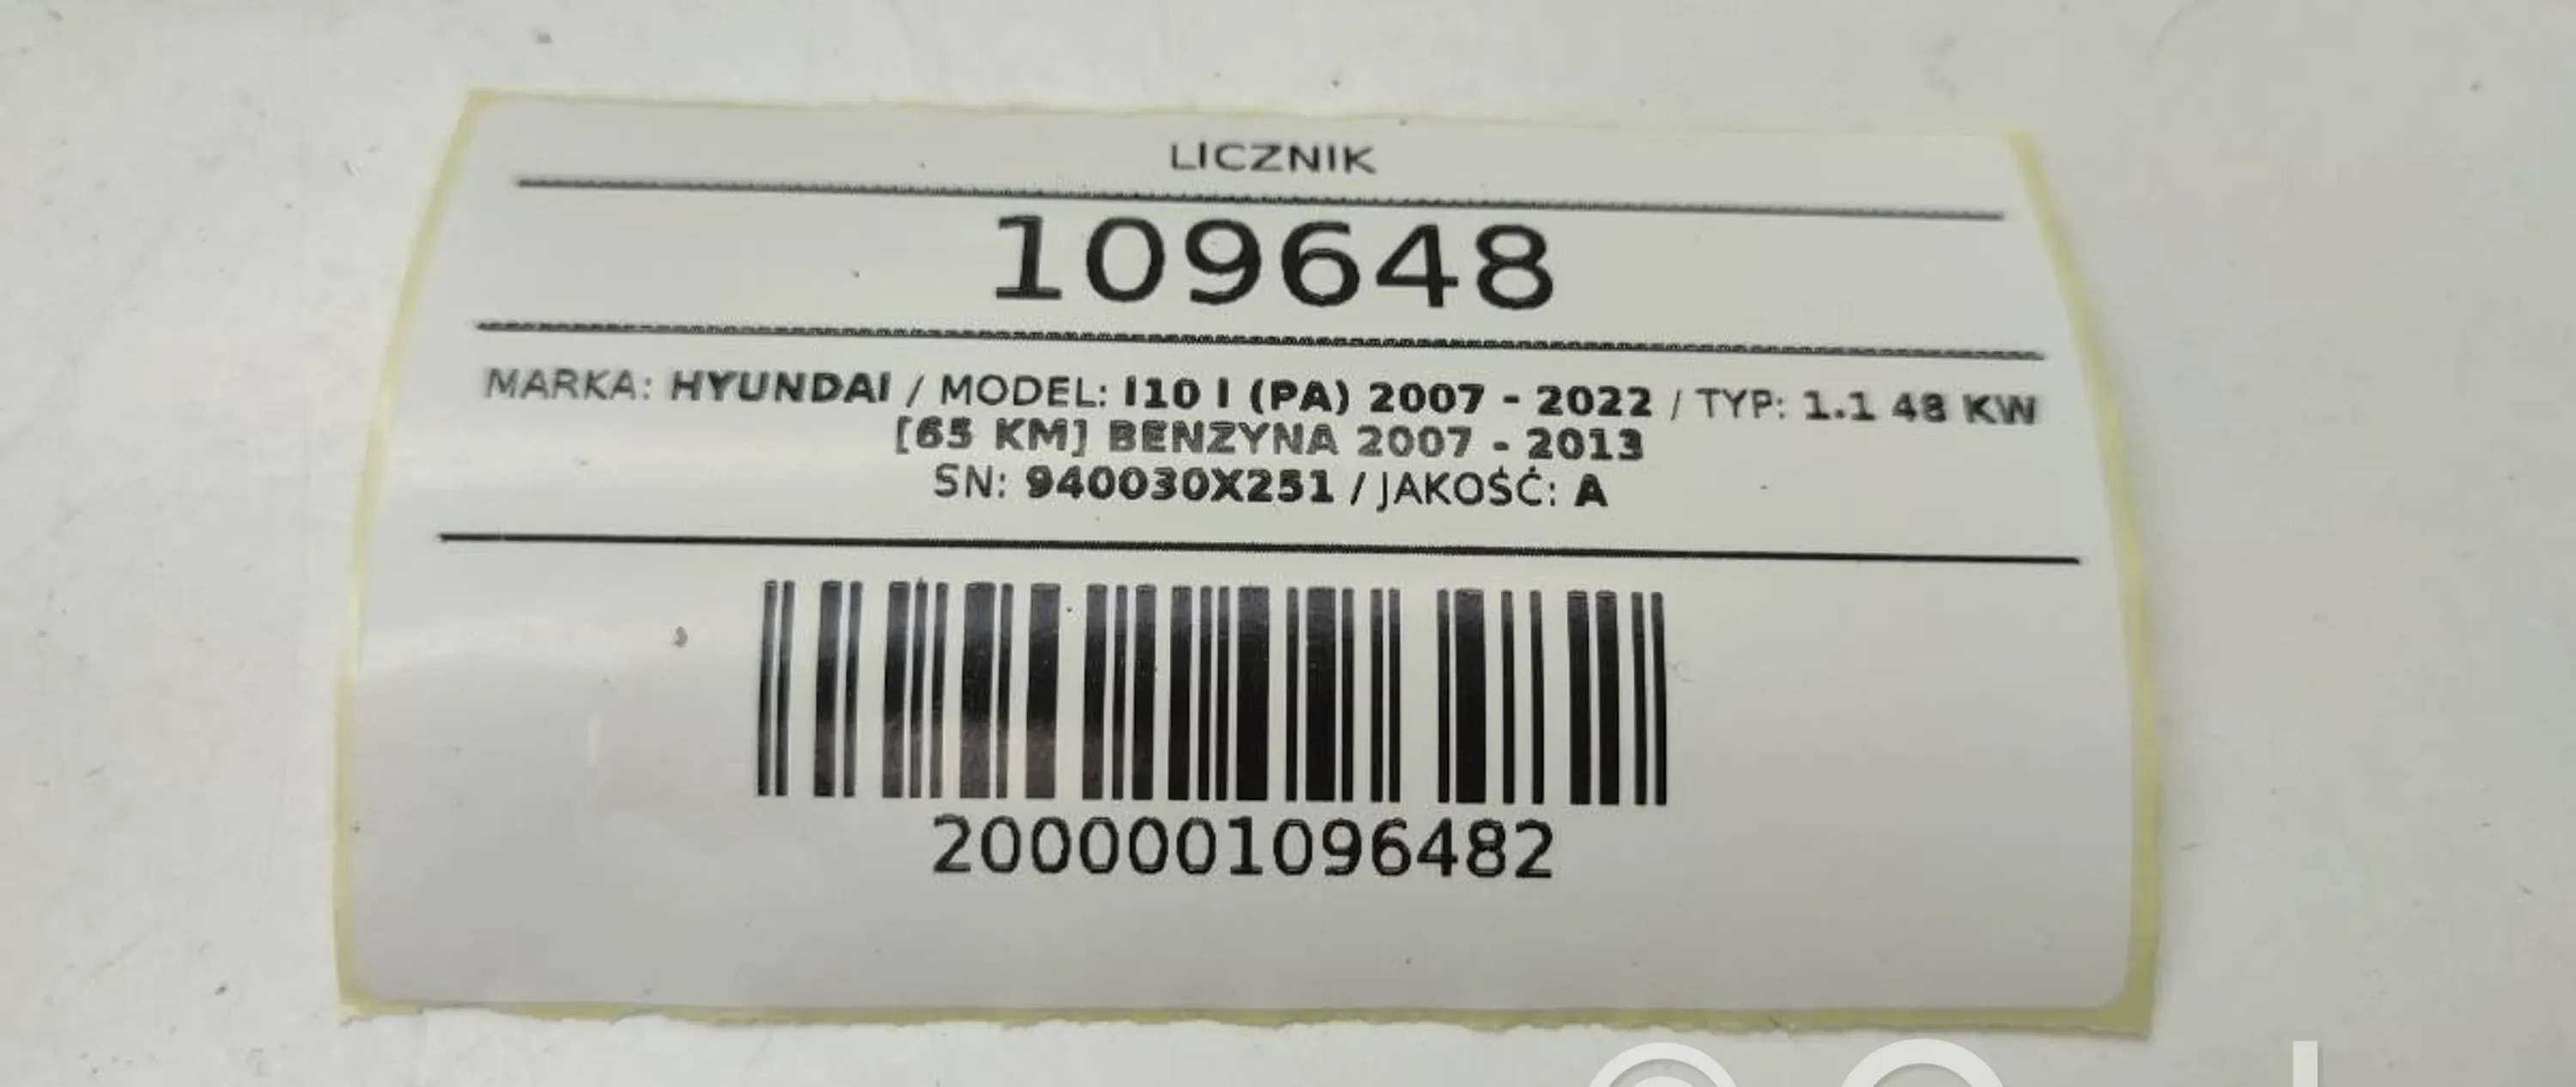 LICZNIK
109648
MARKA: HYUNDAI / MODEL: I10 I (PA) 2007 - 2022 / TYP: 1.1 48 KW
[65 KM] BENZYNA 2007 - 2013
SN: 940030X251 / JAKOŚĆ: A
2000001096482